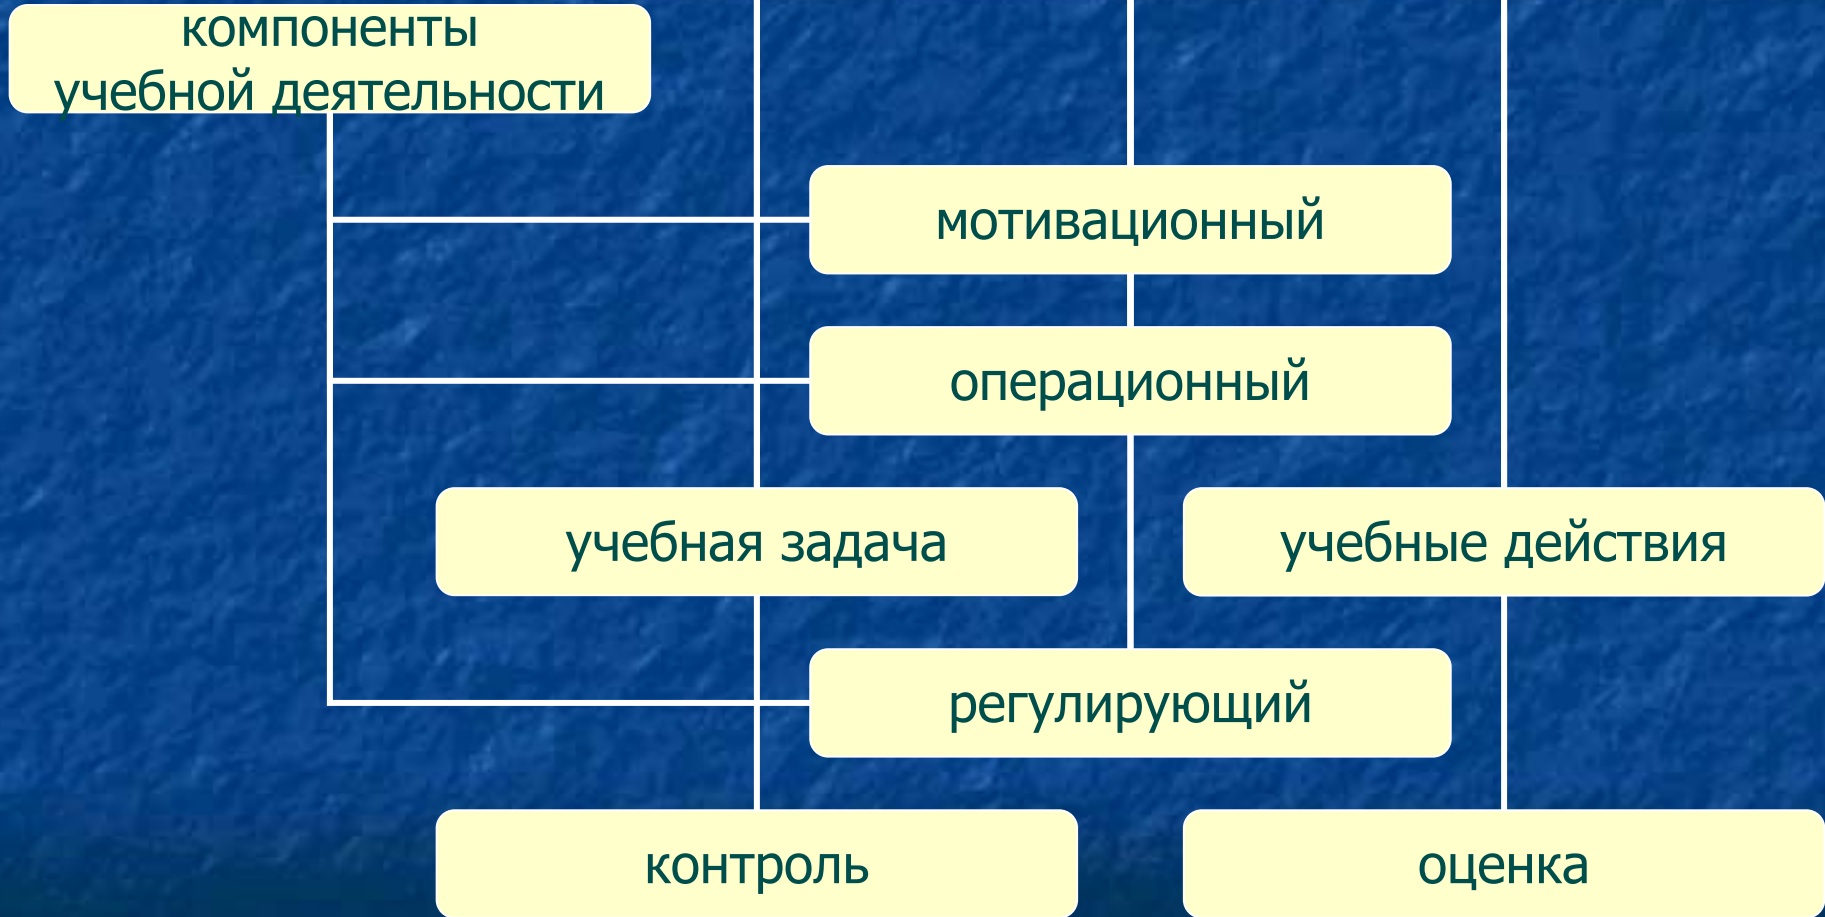 компоненты
учебной деятельности
мотивационный
операционный
учебная задача
учебные действия
регулирующий
контроль
оценка